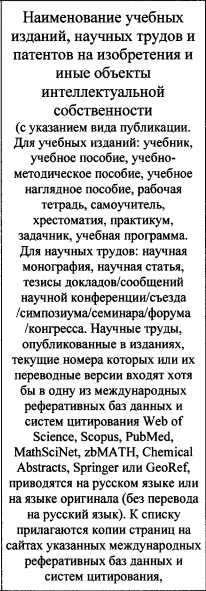 Наименование учебных
изданий, научных трудов и
патентов на изобретения и
иные объекты
интеллектуальной
собственности
(с указанием вида публикации.
Для учебных изданий: учебник,
учебное пособие, учебно-
методическое пособие, учебное
наглядное пособие, рабочая
тетрадь, самоучитель,
хрестоматия, практикум,
задачник, учебная программа.
Для научных трудов: научная
монография, научная статья,
тезисы докладов/сообщений
научной конференции/съезда
/симпозиума/семинара/форума
/конгресса. Научные труды,
опубликованные в изданиях,
текущие номера которых или их
переводные версии входят хотя
бы в одну из международных
реферативных баз данных и
систем цитирования Web of
Science, Scopus, PubMed,
MathSciNet, zbMATH, Chemical
Abstracts, Springer или GeoRef,
приводятся на русском языке или
на языке оригинала (без перевода
на русский язык). К списку
прилагаются копии страниц на
сайтах указанных международных
реферативных баз данных и
систем цитирования,